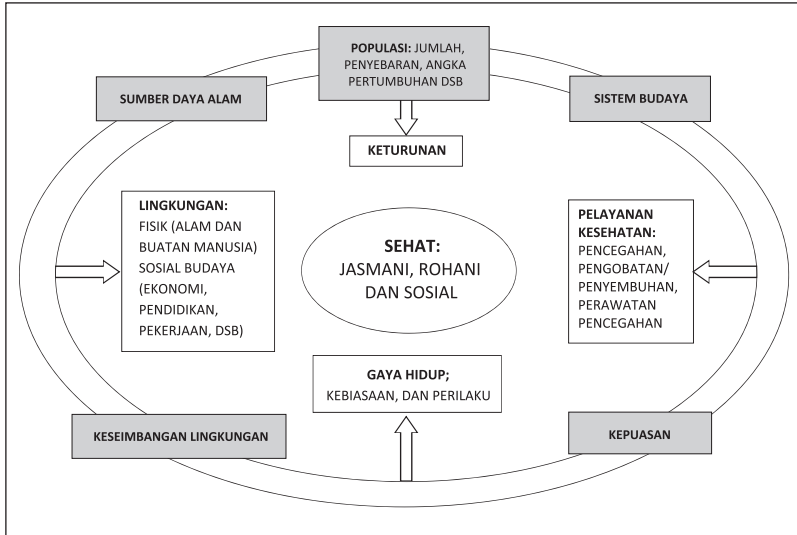 POPULASI: JUMLAH,
PENYEBARAN, ANGKA
PERTUMBUHAN DSB
SUMBER DAYA ALAM
SISTEM BUDAYA
KETURUNAN
LINGKUNGAN:
FISIK (ALAM DAN
BUATAN MANUSIA)
SOSIAL BUDAYA
(EKONOMI,
PENDIDIKAN,
PEKERJAAN, DSB)
SEHAT:
JASMANI, ROHANI
DAN SOSIAL
PELAYANAN
KESEHATAN:
PENCEGAHAN,
PENGOBATAN/
PENYEMBUHAN,
PERAWATAN
PENCEGAHAN
GAYA HIDUP;
KEBIASAAN, DAN PERILAKU
KESEIMBANGAN LINGKUNGAN
KEPUASAN